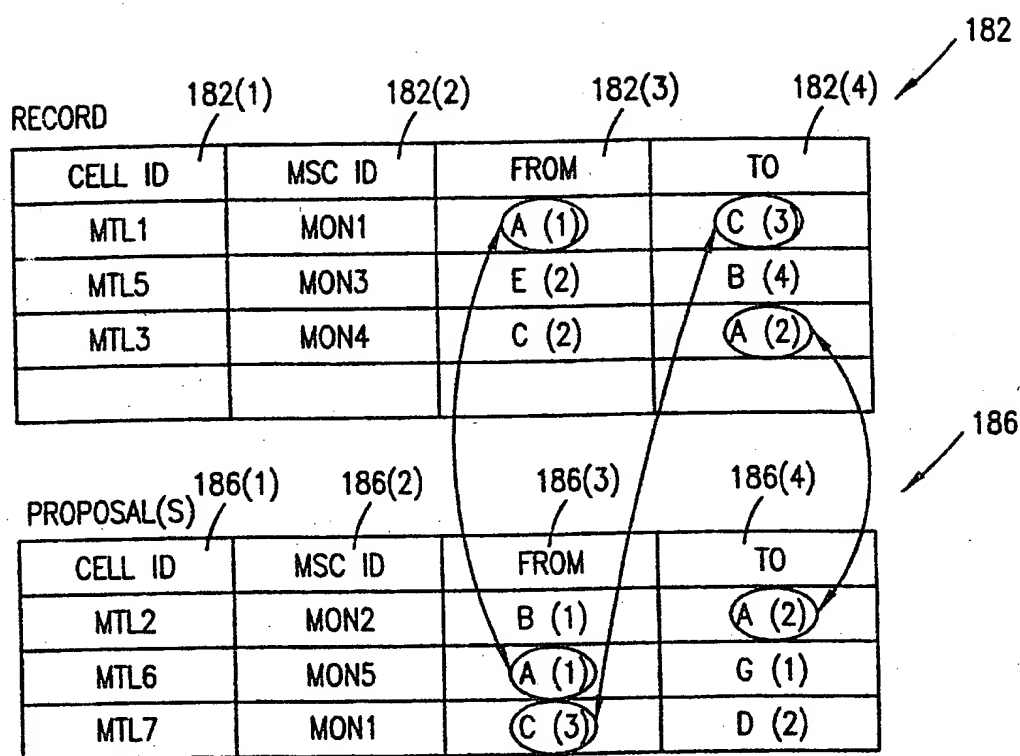 182
RECORD 182(1) 182(2) 182(3) 182(4)
CELL ID MSC ID FROM TO
MTL1 MON1 A (1) C (3)
MTL5 MON3 E (2) B (4)
MTL3 MON4 C (2) A (2)
186
PROPOSAL(S) 186(1) 186(2) 186(3) 186(4)
CELL ID MSC ID FROM TO
MTL2 MON2 B (1) A (2)
MTL6 MON5 A (1) G (1)
MTL7 MON1 C (3) D (2)